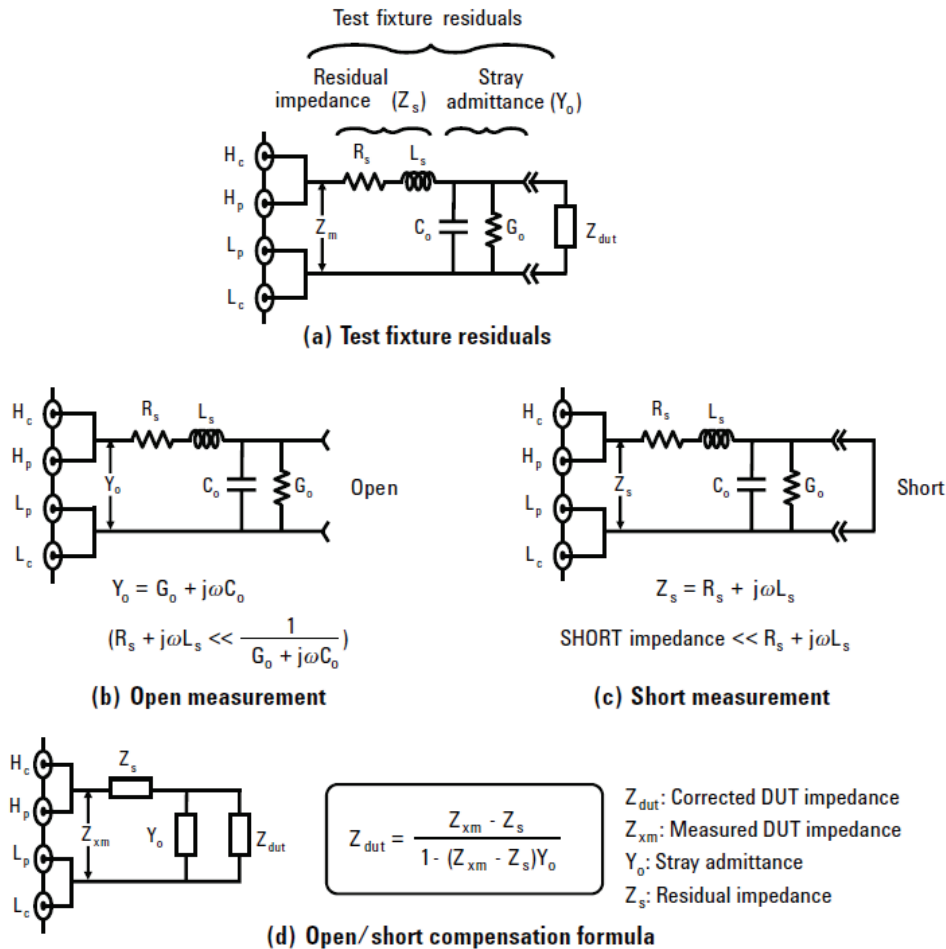 Test fixture residuals
Residual impedance (Zs)
Stray admittance (Yo)
Hc
Rs
Ls
Hp
Zm
Co
Go
Zdut
Lp
Lc
(a) Test fixture residuals
Hc
Rs
Ls
Hp
Yo
Co
Go
Open
Lp
Lc
Yo = Go + jωCo
(Rs + jωLs << 1 / (Go + jωCo))
(b) Open measurement
Hc
Rs
Ls
Hp
Zs
Co
Go
Short
Lp
Lc
Zs = Rs + jωLs
SHORT impedance << Rs + jωLs
(c) Short measurement
Hc
Zs
Hp
Zxm
Yo
Zdut
Lp
Lc
Zdut = (Zxm - Zs) / (1 - (Zxm - Zs)Yo)
Zdut: Corrected DUT impedance
Zxm: Measured DUT impedance
Yo: Stray admittance
Zs: Residual impedance
(d) Open/short compensation formula